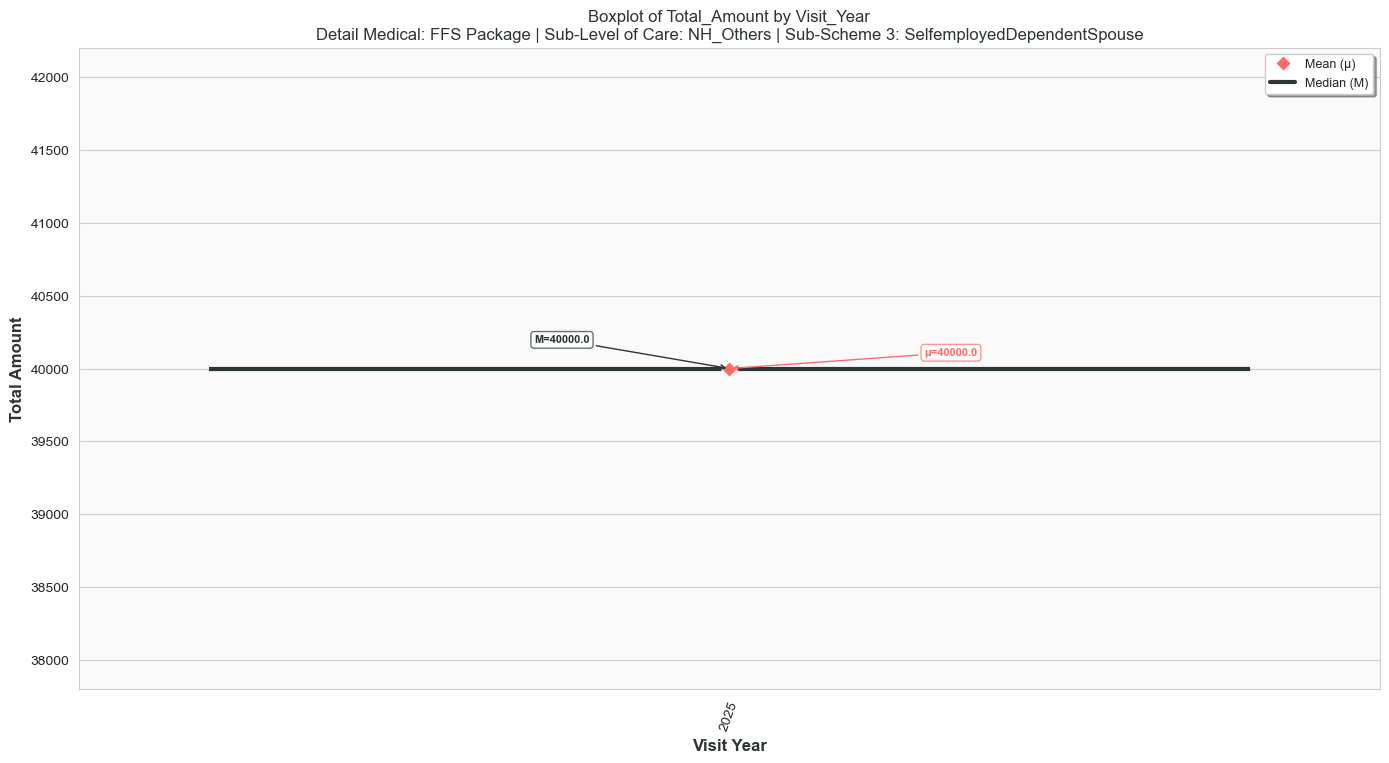 Boxplot of Total_Amount by Visit_Year
Detail Medical: FFS Package | Sub-Level of Care: NH_Others | Sub-Scheme 3: SelfemployedDependentSpouse
Mean (μ)
Median (M)
42000
41500
41000
40500
40000
39500
39000
38500
38000
Total Amount
M=40000.0
μ=40000.0
2025
Visit Year